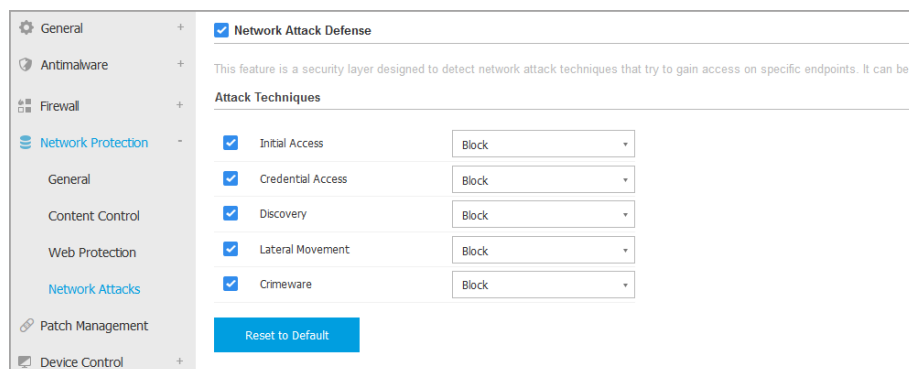 General +
Antimalware +
Firewall +
Network Protection -
General
Content Control
Web Protection
Network Attacks
Patch Management
Device Control +
Network Attack Defense
This feature is a security layer designed to detect network attack techniques that try to gain access on specific endpoints. It can be
Attack Techniques
Initial Access Block
Credential Access Block
Discovery Block
Lateral Movement Block
Crimeware Block
Reset to Default